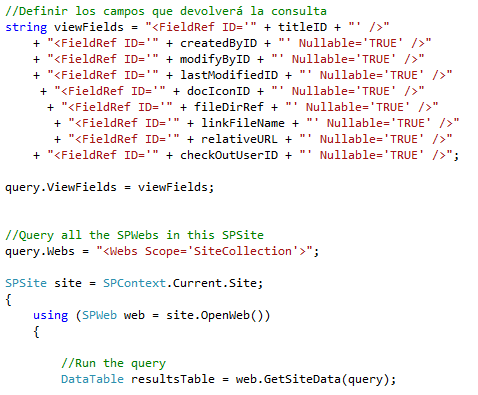 //Definir los campos que devolverá la consulta
string viewFields = "<FieldRef ID='" + titleID + "' />"
+ "<FieldRef ID='" + createdByID + "' Nullable='TRUE' />"
+ "<FieldRef ID='" + modifyByID + "' Nullable='TRUE' />"
+ "<FieldRef ID='" + lastModifiedID + "' Nullable='TRUE' />"
+ "<FieldRef ID='" + docIconID + "' Nullable='TRUE' />"
+ "<FieldRef ID='" + fileDirRef + "' Nullable='TRUE' />"
+ "<FieldRef ID='" + linkFileName + "' Nullable='TRUE' />"
+ "<FieldRef ID='" + relativeURL + "' Nullable='TRUE' />"
+ "<FieldRef ID='" + checkOutUserID + "' Nullable='TRUE' />";
query.ViewFields = viewFields;
//Query all the SPWebs in this SPSite
query.Webs = "<Webs Scope='SiteCollection'>";
SPSite site = SPContext.Current.Site;
{
using (SPWeb web = site.OpenWeb())
{
//Run the query
DataTable resultsTable = web.GetSiteData(query);